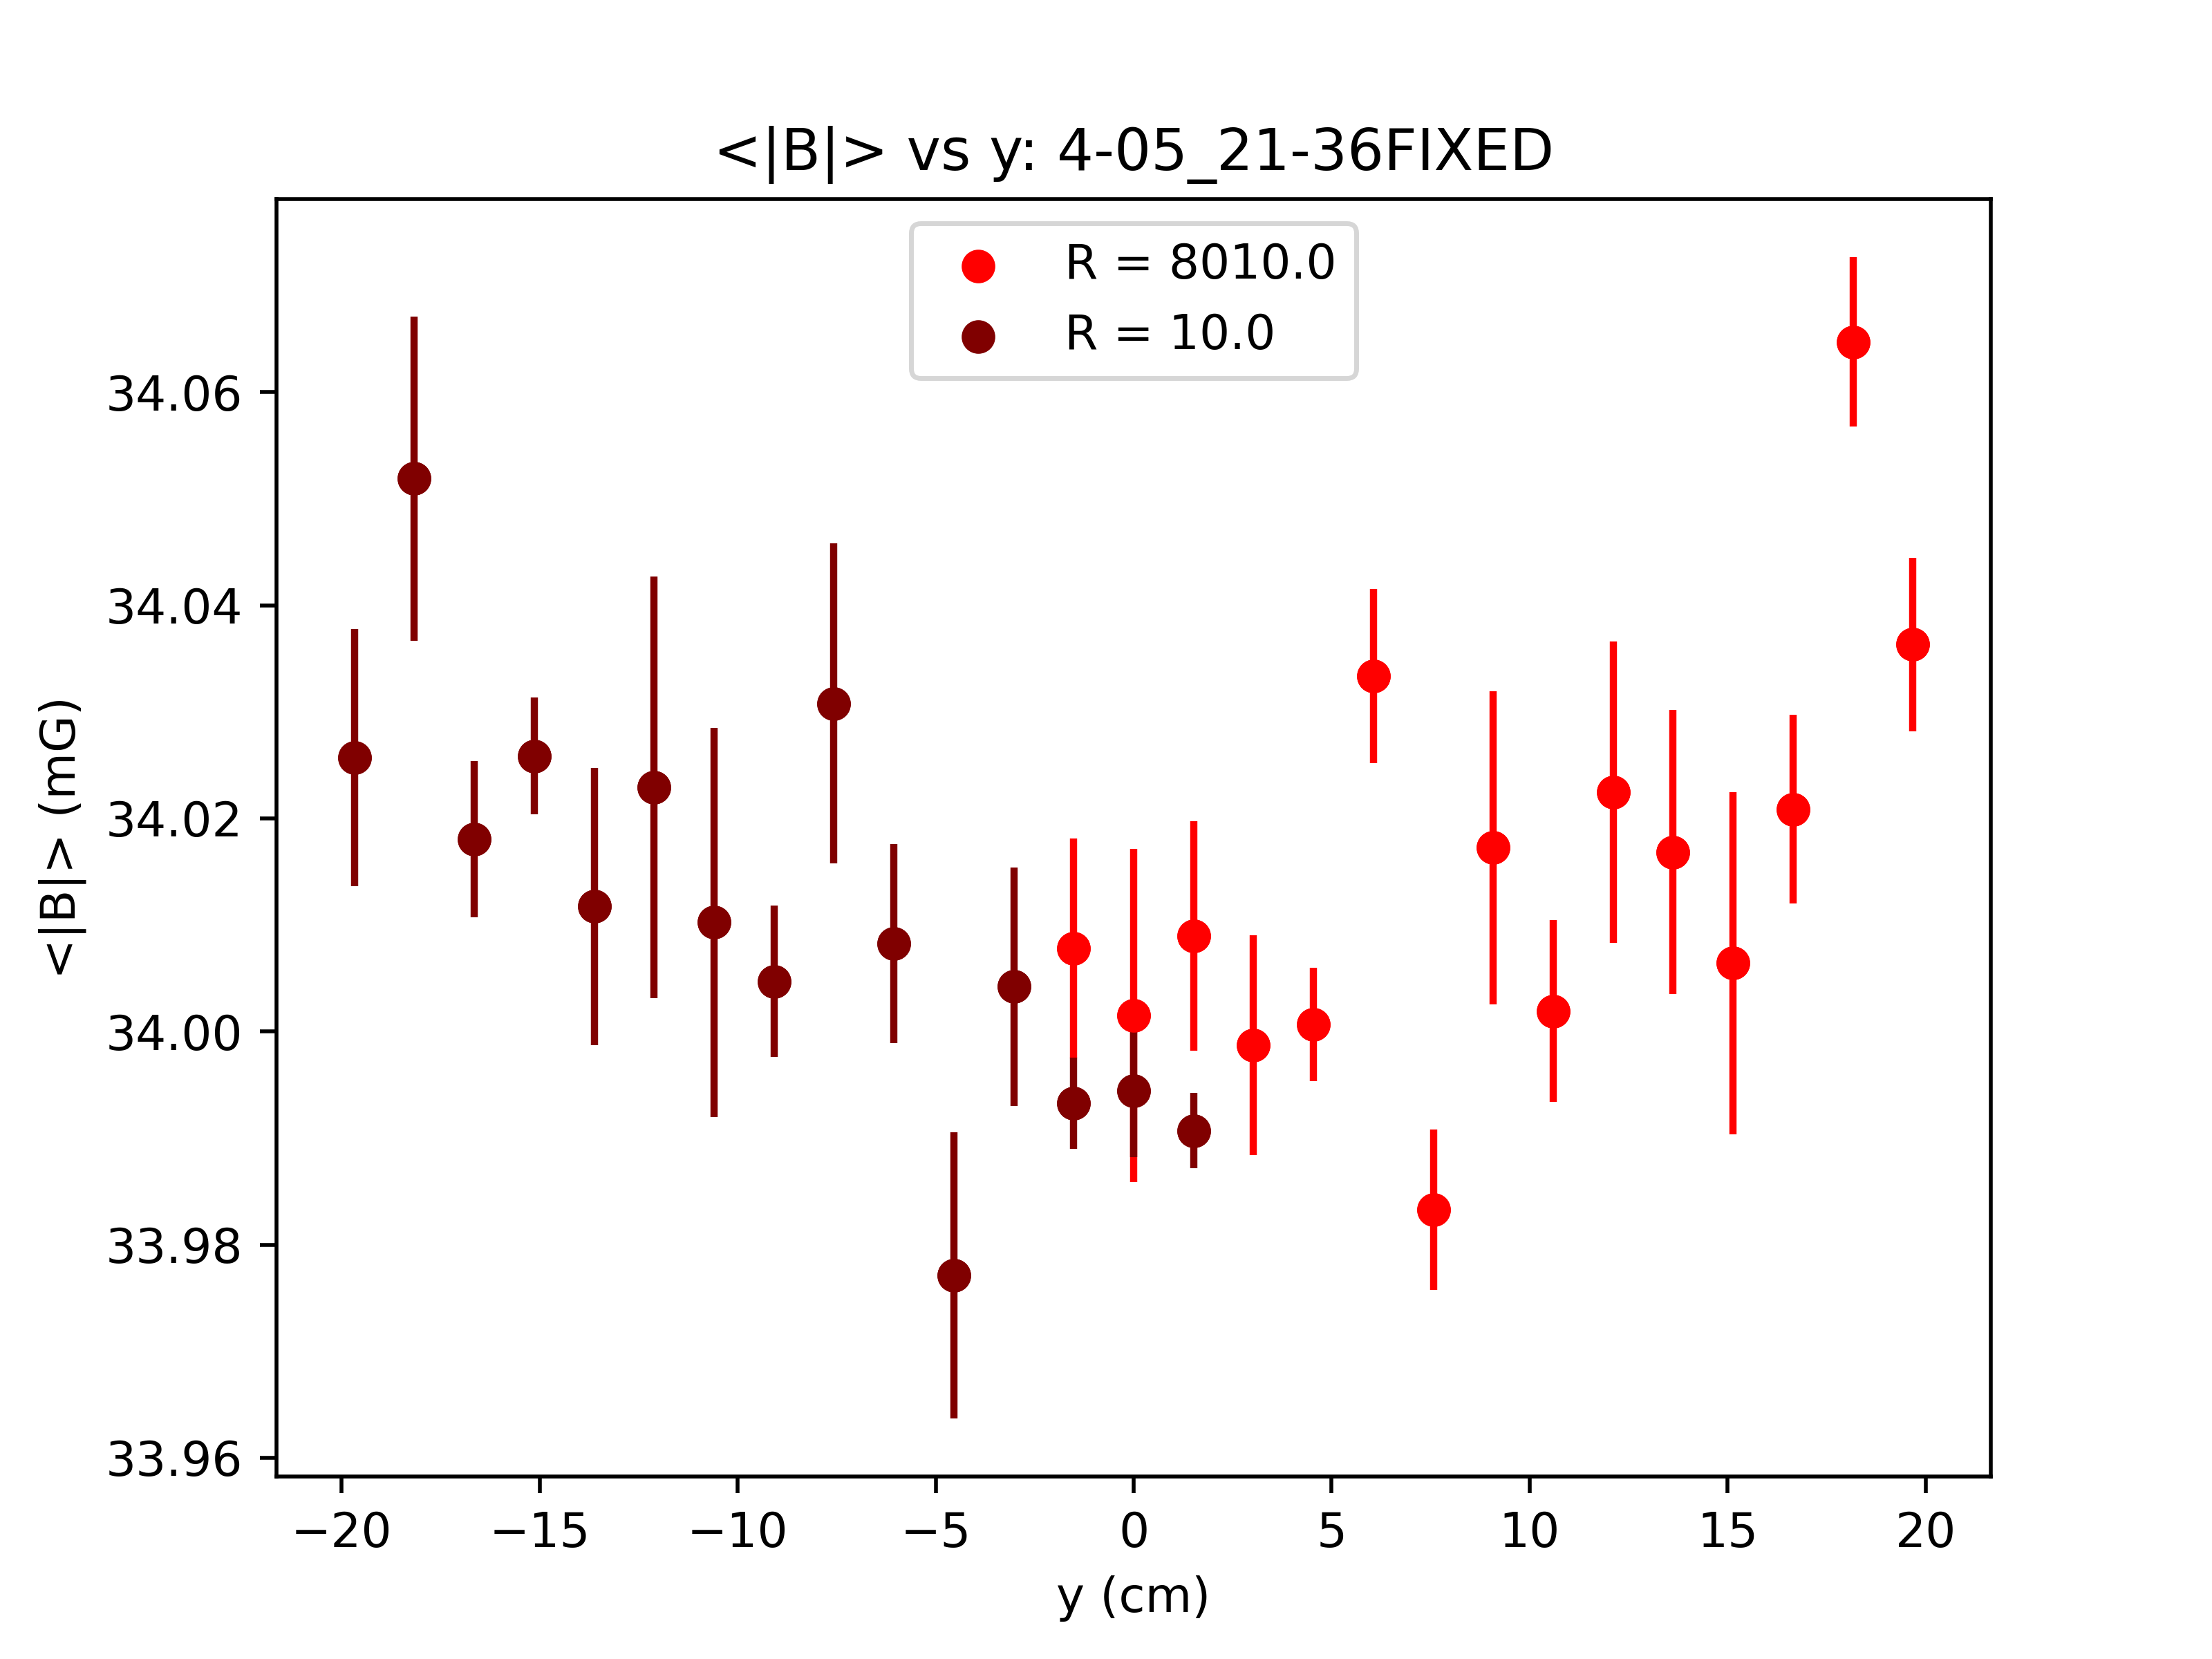 <|B|> vs y: 4-05_21-36FIXED
R = 8010.0
R = 10.0
34.06
34.04
34.02
34.00
33.98
33.96
<|B|> (mG)
−20 −15 −10 −5 0 5 10 15 20
y (cm)